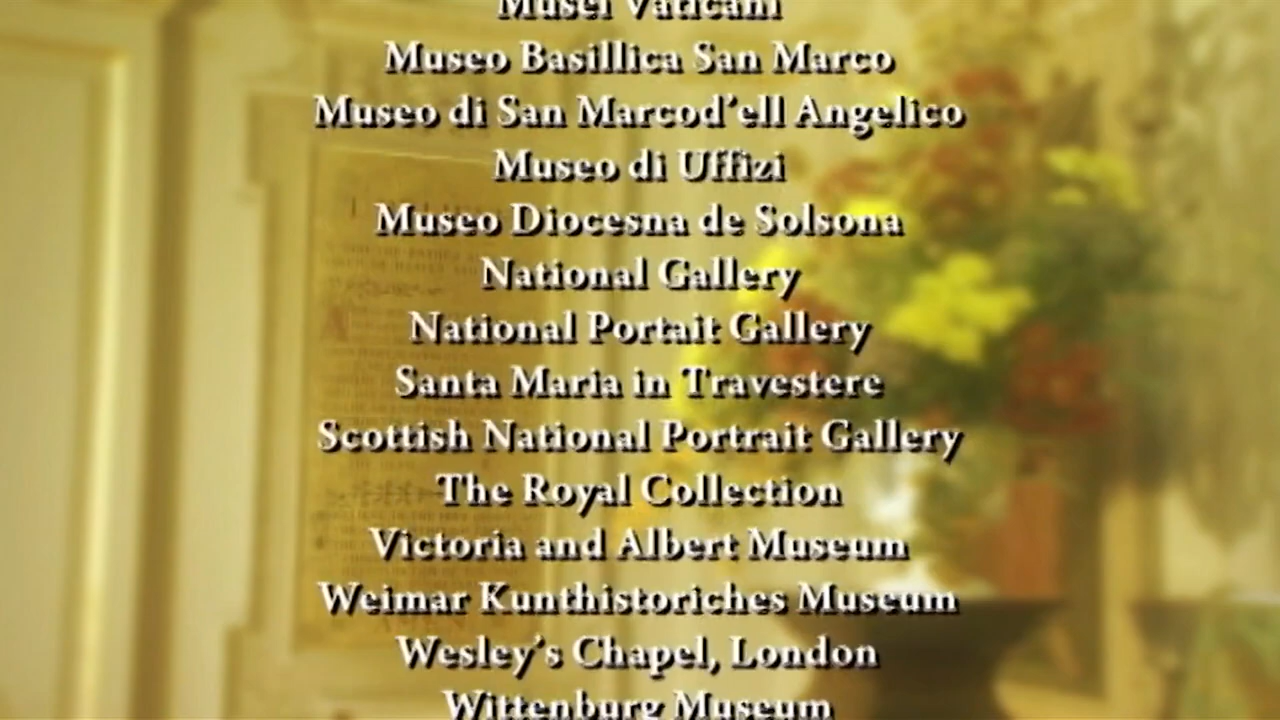 Musei Vaticani
Museo Basillica San Marco
Museo di San Marcod'ell Angelico
Museo di Uffizi
Museo Diocesna de Solsona
National Gallery
National Portait Gallery
Santa Maria in Travestere
Scottish National Portrait Gallery
The Royal Collection
Victoria and Albert Museum
Weimar Kunthistoriches Museum
Wesley's Chapel, London
Wittenburg Museum